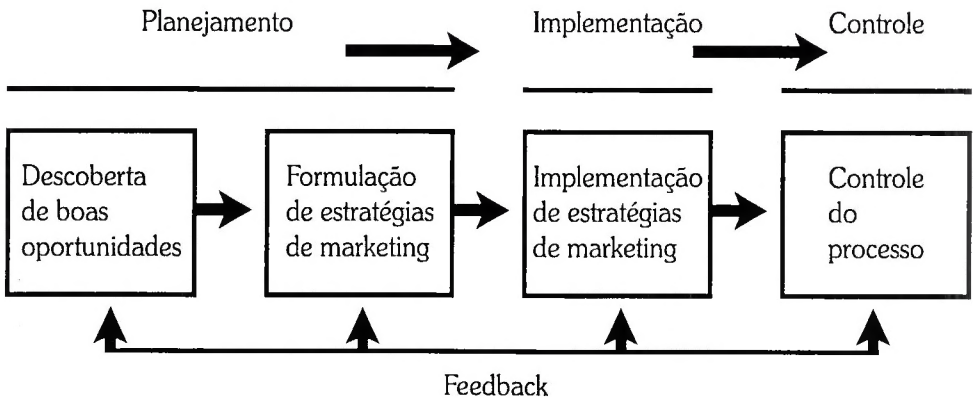 Planejamento
Implementação
Controle
Descoberta
de boas
oportunidades
Formulação
de estratégias
de marketing
Implementação
de estratégias
de marketing
Controle
do
processo
Feedback